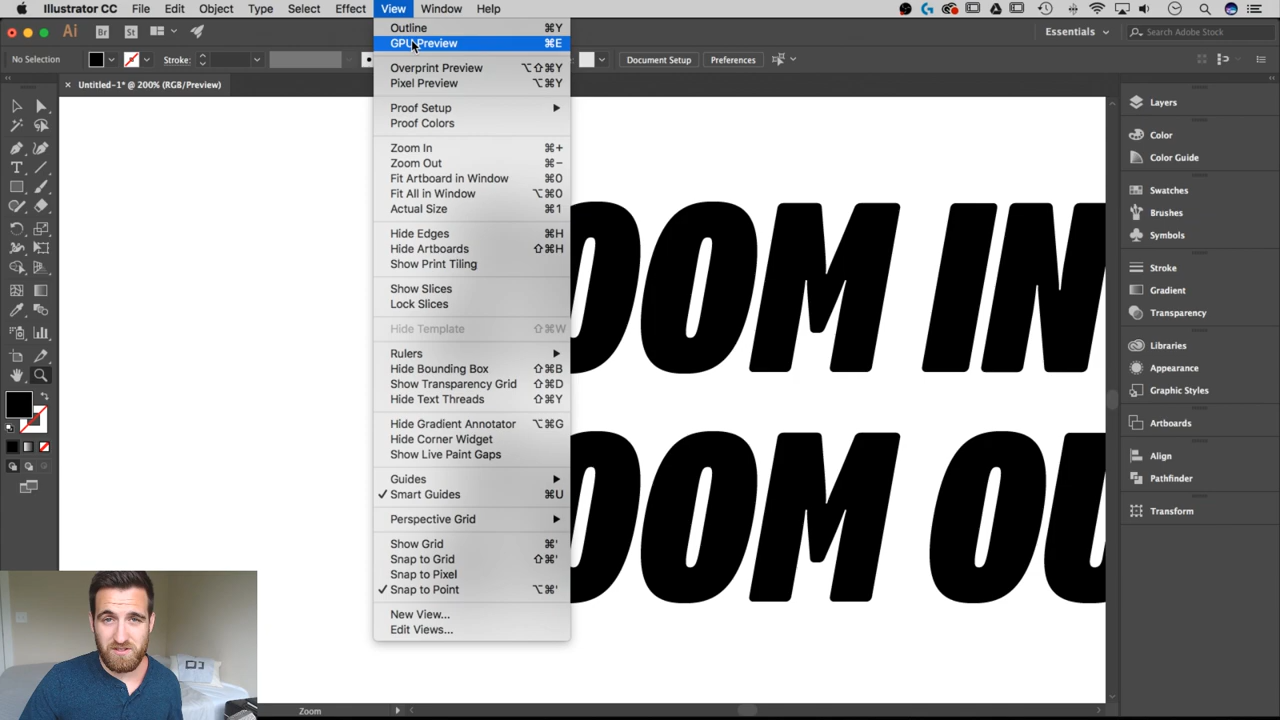 Illustrator CC File Edit Object Type Select Effect View Window Help
Ai Br St Essentials Search Adobe Stock
No Selection Stroke: Document Setup Preferences
× Untitled-1* @ 200% (RGB/Preview)
Outline ⌘Y
GPU Preview ⌘E
Overprint Preview ⌥⇧⌘Y
Pixel Preview ⌥⌘Y
Proof Setup
Proof Colors
Zoom In ⌘+
Zoom Out ⌘−
Fit Artboard in Window ⌘0
Fit All in Window ⌥⌘0
Actual Size ⌘1
Hide Edges ⌘H
Hide Artboards ⇧⌘H
Show Print Tiling
Show Slices
Lock Slices
Hide Template ⇧⌘W
Rulers
Hide Bounding Box ⇧⌘B
Show Transparency Grid ⇧⌘D
Hide Text Threads ⇧⌘Y
Hide Gradient Annotator ⌥⌘G
Hide Corner Widget
Show Live Paint Gaps
Guides
✓ Smart Guides ⌘U
Perspective Grid
Show Grid ⌘'
Snap to Grid ⇧⌘'
Snap to Pixel
✓ Snap to Point ⌥⌘'
New View...
Edit Views...
OOM IN
OOM OU
Layers
Color
Color Guide
Swatches
Brushes
Symbols
Stroke
Gradient
Transparency
Libraries
Appearance
Graphic Styles
Artboards
Align
Pathfinder
Transform
Zoom